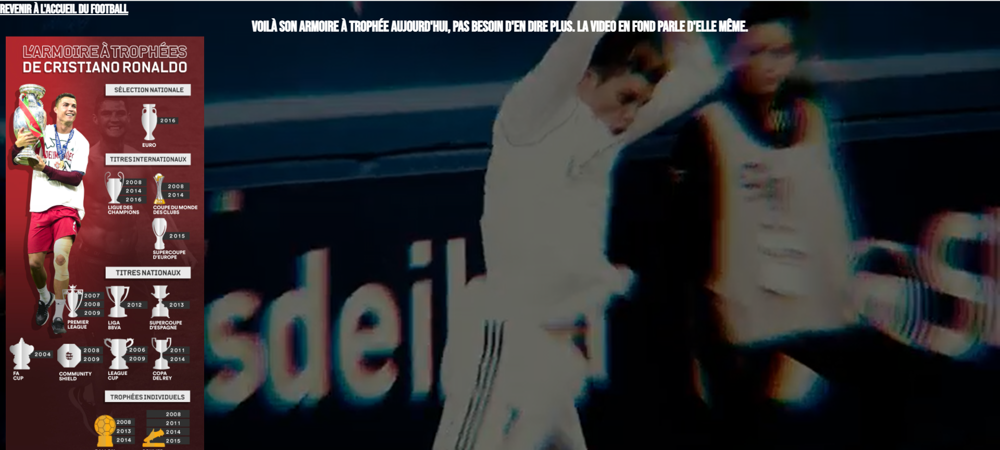 REVENIR À L'ACCUEIL DU FOOTBALL
VOILÀ SON ARMOIRE À TROPHÉE AUJOURD'HUI, PAS BESOIN D'EN DIRE PLUS. LA VIDEO EN FOND PARLE D'ELLE MÊME.
L'ARMOIRE À TROPHÉES
DE CRISTIANO RONALDO
SÉLECTION NATIONALE
2016
EURO
TITRES INTERNATIONAUX
2008
2014
2016
LIGUE DES
CHAMPIONS
2008
2014
COUPE DU MONDE
DES CLUBS
2015
SUPERCOUPE
D'EUROPE
TITRES NATIONAUX
2007
2008
2009
PREMIER
LEAGUE
2012
LIGA
BBVA
2013
SUPERCOUPE
D'ESPAGNE
2004
FA
CUP
2008
2009
COMMUNITY
SHIELD
2006
2009
LEAGUE
CUP
2011
2014
COPA
DEL REY
TROPHÉES INDIVIDUELS
2008
2013
2014
2008
2011
2014
2015
sdeib